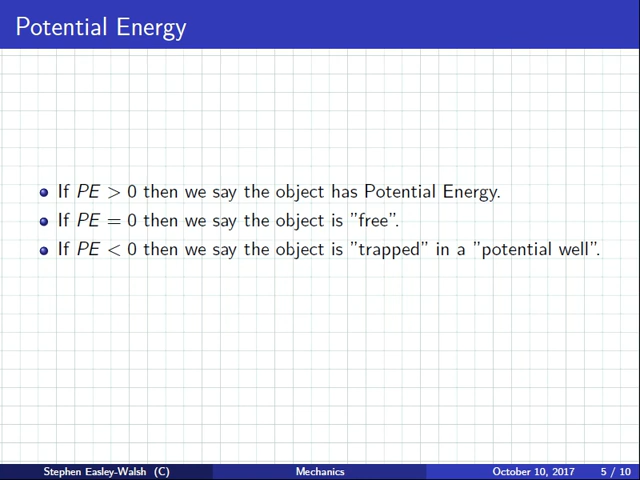 Potential Energy
If PE > 0 then we say the object has Potential Energy.
If PE = 0 then we say the object is ”free”.
If PE < 0 then we say the object is ”trapped” in a ”potential well”.
Stephen Easley-Walsh (C) Mechanics October 10, 2017 5 / 10